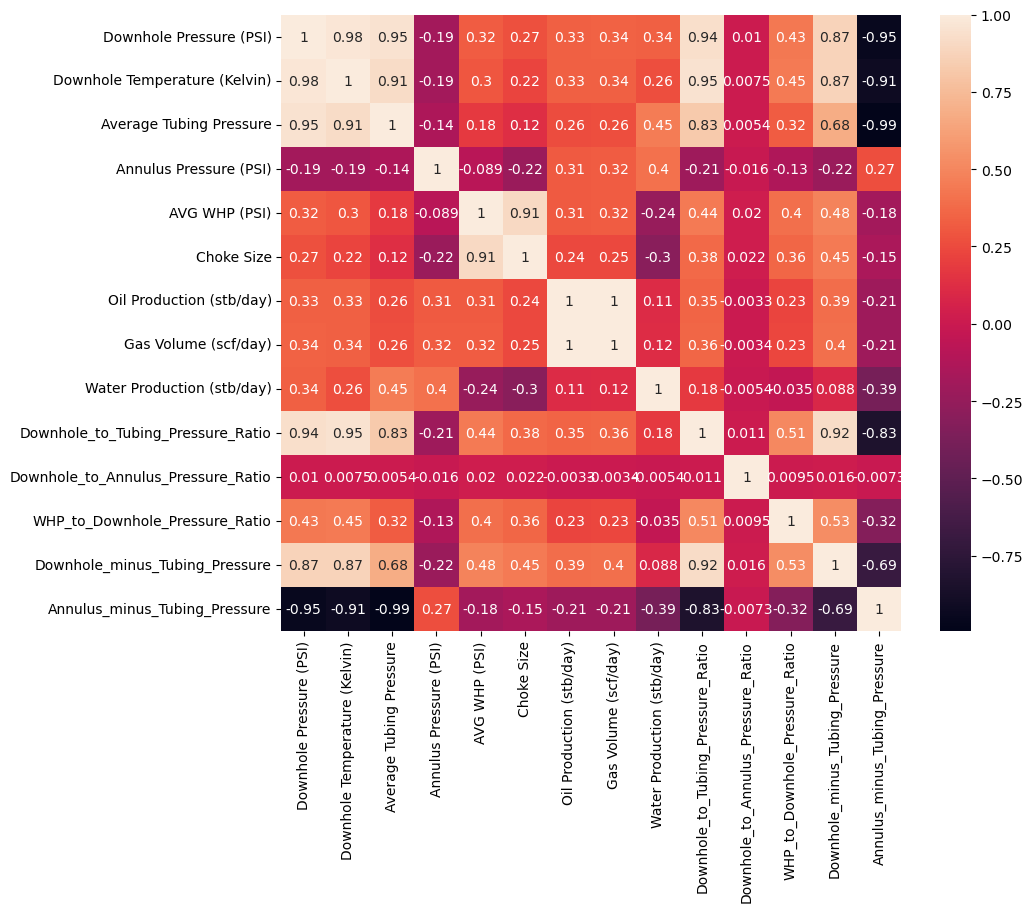 Downhole Pressure (PSI) 1 0.98 0.95 -0.19 0.32 0.27 0.33 0.34 0.34 0.94 0.01 0.43 0.87 -0.95
Downhole Temperature (Kelvin) 0.98 1 0.91 -0.19 0.3 0.22 0.33 0.34 0.26 0.95 0.0075 0.45 0.87 -0.91
Average Tubing Pressure 0.95 0.91 1 -0.14 0.18 0.12 0.26 0.26 0.45 0.83 0.0054 0.32 0.68 -0.99
Annulus Pressure (PSI) -0.19 -0.19 -0.14 1 -0.089 -0.22 0.31 0.32 0.4 -0.21 -0.016 -0.13 -0.22 0.27
AVG WHP (PSI) 0.32 0.3 0.18 -0.089 1 0.91 0.31 0.32 -0.24 0.44 0.02 0.4 0.48 -0.18
Choke Size 0.27 0.22 0.12 -0.22 0.91 1 0.24 0.25 -0.3 0.38 0.022 0.36 0.45 -0.15
Oil Production (stb/day) 0.33 0.33 0.26 0.31 0.31 0.24 1 1 0.11 0.35 -0.0033 0.23 0.39 -0.21
Gas Volume (scf/day) 0.34 0.34 0.26 0.32 0.32 0.25 1 1 0.12 0.36 -0.0034 0.23 0.4 -0.21
Water Production (stb/day) 0.34 0.26 0.45 0.4 -0.24 -0.3 0.11 0.12 1 0.18 -0.0054 -0.035 0.088 -0.39
Downhole_to_Tubing_Pressure_Ratio 0.94 0.95 0.83 -0.21 0.44 0.38 0.35 0.36 0.18 1 0.011 0.51 0.92 -0.83
Downhole_to_Annulus_Pressure_Ratio 0.01 0.0075 0.0054 -0.016 0.02 0.022 -0.0033 -0.0034 -0.0054 0.011 1 0.0095 0.016 -0.0073
WHP_to_Downhole_Pressure_Ratio 0.43 0.45 0.32 -0.13 0.4 0.36 0.23 0.23 -0.035 0.51 0.0095 1 0.53 -0.32
Downhole_minus_Tubing_Pressure 0.87 0.87 0.68 -0.22 0.48 0.45 0.39 0.4 0.088 0.92 0.016 0.53 1 -0.69
Annulus_minus_Tubing_Pressure -0.95 -0.91 -0.99 0.27 -0.18 -0.15 -0.21 -0.21 -0.39 -0.83 -0.0073 -0.32 -0.69 1
Downhole Pressure (PSI)
Downhole Temperature (Kelvin)
Average Tubing Pressure
Annulus Pressure (PSI)
AVG WHP (PSI)
Choke Size
Oil Production (stb/day)
Gas Volume (scf/day)
Water Production (stb/day)
Downhole_to_Tubing_Pressure_Ratio
Downhole_to_Annulus_Pressure_Ratio
WHP_to_Downhole_Pressure_Ratio
Downhole_minus_Tubing_Pressure
Annulus_minus_Tubing_Pressure
1.00
0.75
0.50
0.25
0.00
−0.25
−0.50
−0.75